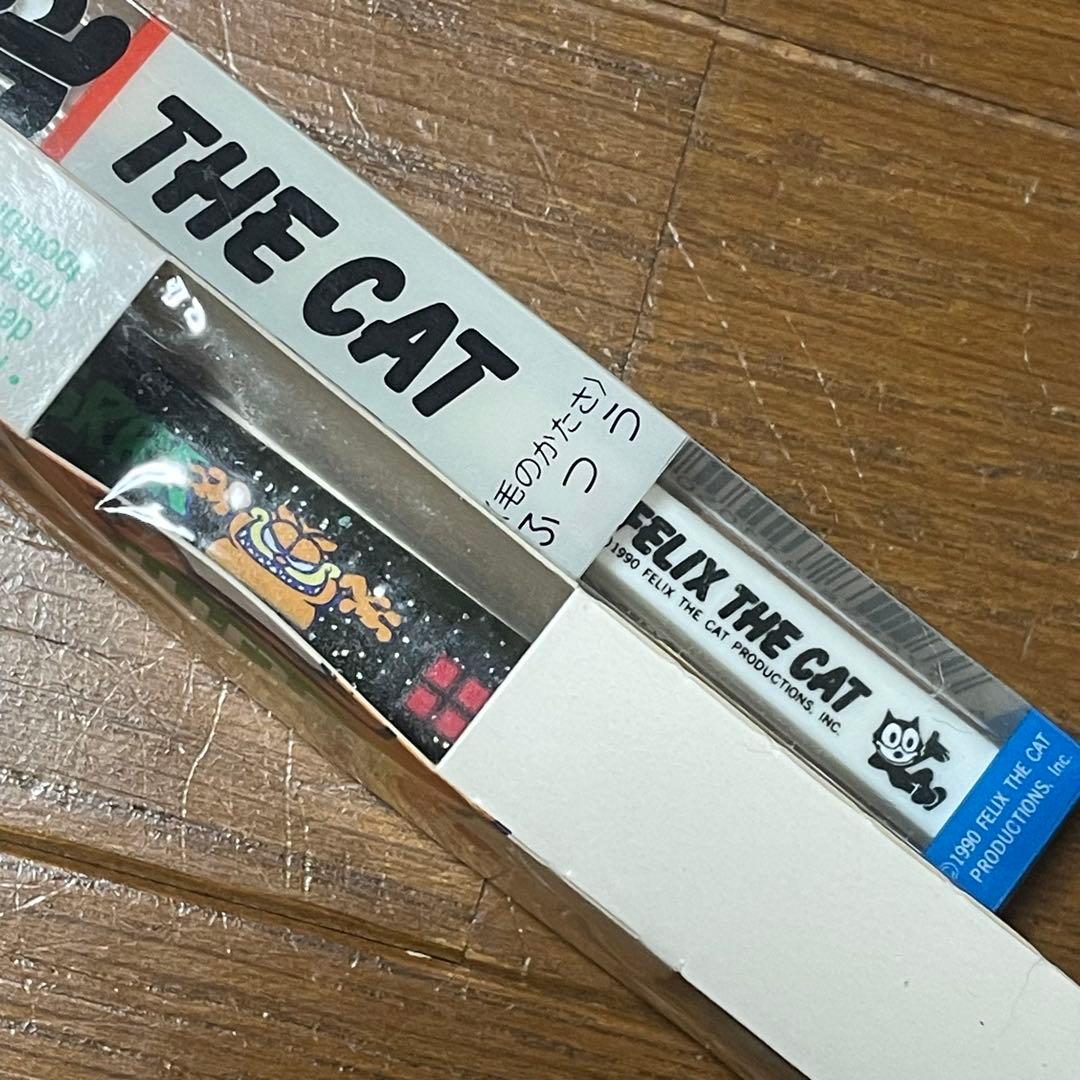 THE CAT
〈毛のかたさ〉
ふつう
FELIX THE CAT
©1990 FELIX THE CAT PRODUCTIONS, INC.
©1990 FELIX THE CAT
PRODUCTIONS, Inc.